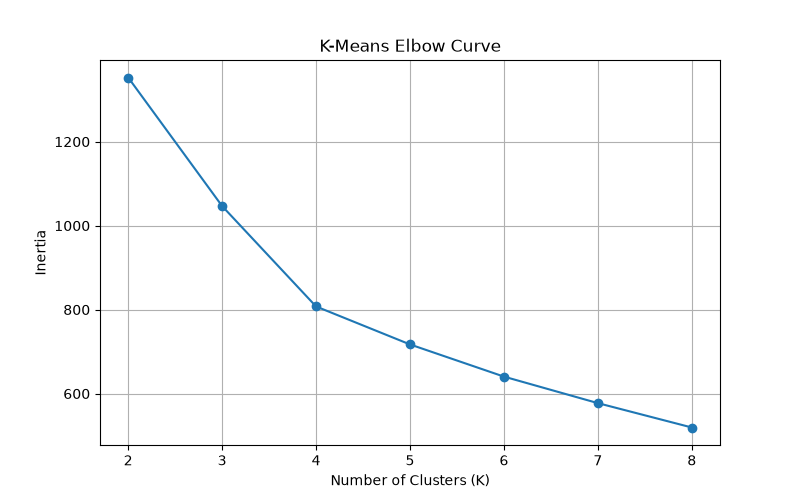 K-Means Elbow Curve
Inertia
1200
1000
800
600
2 3 4 5 6 7 8
Number of Clusters (K)